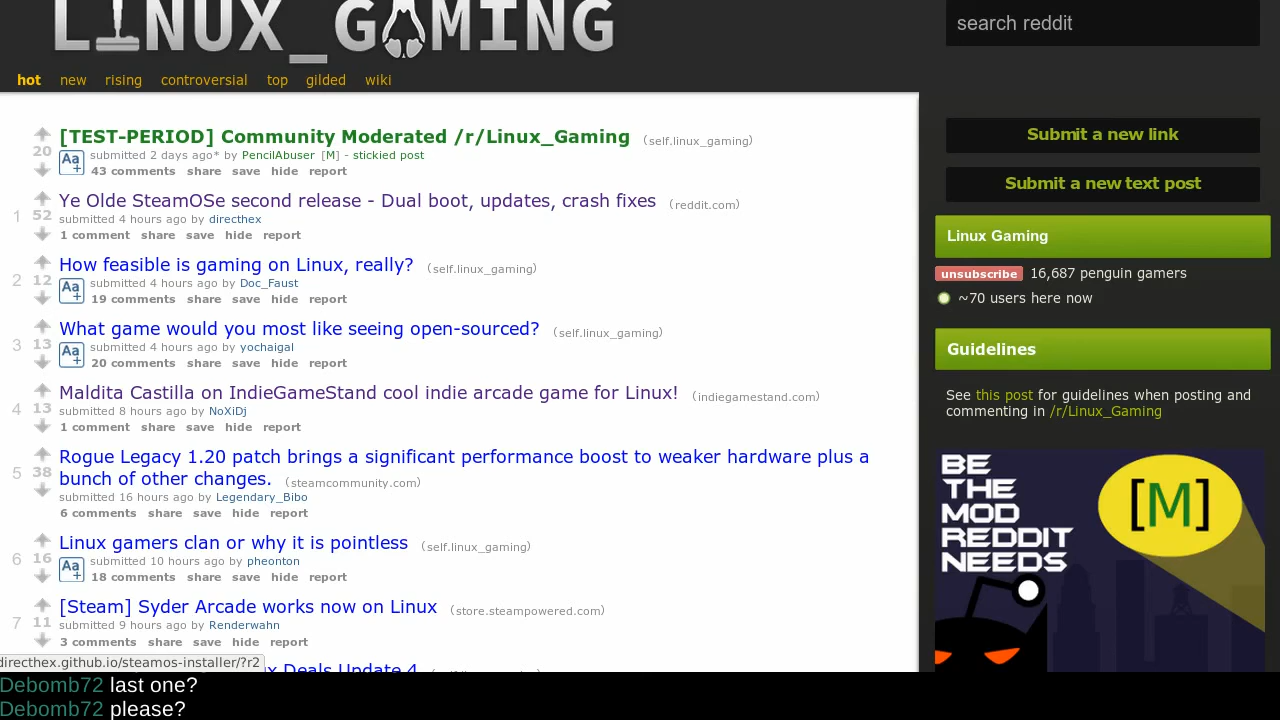 LINUX_GAMING
search reddit
hot new rising controversial top gilded wiki
[TEST-PERIOD] Community Moderated /r/Linux_Gaming (self.linux_gaming)
20
Aa+ submitted 2 days ago* by PencilAbuser [M] - stickied post
43 comments share save hide report
Ye Olde SteamOSe second release - Dual boot, updates, crash fixes (reddit.com)
1 52 submitted 4 hours ago by directhex
1 comment share save hide report
How feasible is gaming on Linux, really? (self.linux_gaming)
2 12 Aa+ submitted 4 hours ago by Doc_Faust
19 comments share save hide report
What game would you most like seeing open-sourced? (self.linux_gaming)
3 13 Aa+ submitted 4 hours ago by yochaigal
20 comments share save hide report
Maldita Castilla on IndieGameStand cool indie arcade game for Linux! (indiegamestand.com)
4 13 submitted 8 hours ago by NoXiDj
1 comment share save hide report
Rogue Legacy 1.20 patch brings a significant performance boost to weaker hardware plus a
5 38 bunch of other changes. (steamcommunity.com)
submitted 16 hours ago by Legendary_Bibo
6 comments share save hide report
Linux gamers clan or why it is pointless (self.linux_gaming)
6 16 Aa+ submitted 10 hours ago by pheonton
18 comments share save hide report
[Steam] Syder Arcade works now on Linux (store.steampowered.com)
7 11 submitted 9 hours ago by Renderwahn
3 comments share save hide report
x Deals Update 4
directhex.github.io/steamos-installer/?r2
Submit a new link
Submit a new text post
Linux Gaming
unsubscribe 16,687 penguin gamers
~70 users here now
Guidelines
See this post for guidelines when posting and
commenting in /r/Linux_Gaming
BE
THE
MOD
REDDIT
NEEDS
[M]
Debomb72 last one?
Debomb72 please?